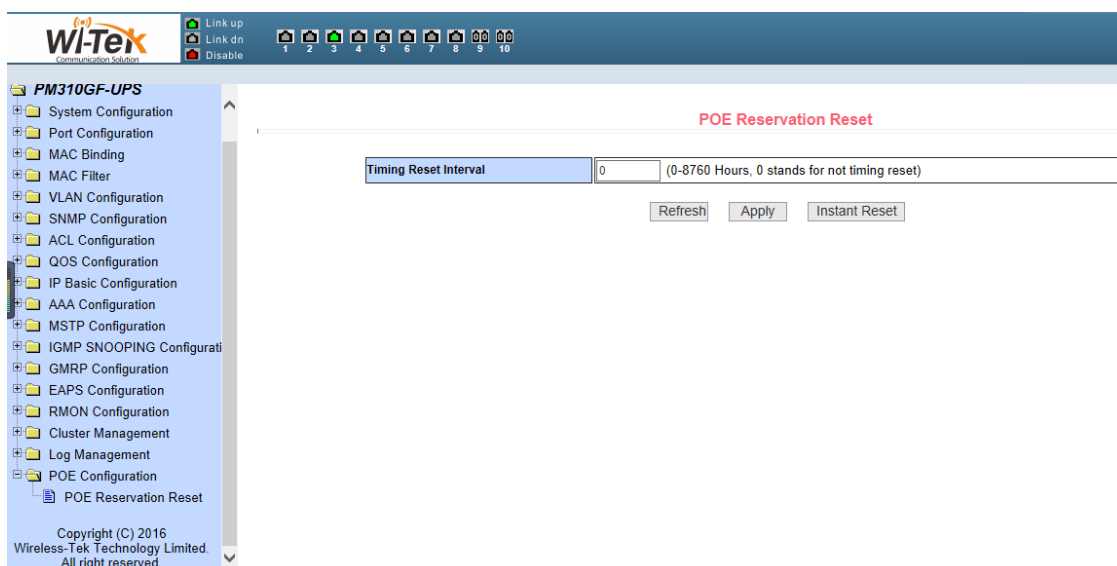 Wi-Tek
Communication Solution
Link up
Link dn
Disable
1 2 3 4 5 6 7 8 9 10
PM310GF-UPS
System Configuration
Port Configuration
MAC Binding
MAC Filter
VLAN Configuration
SNMP Configuration
ACL Configuration
QOS Configuration
IP Basic Configuration
AAA Configuration
MSTP Configuration
IGMP SNOOPING Configurati
GMRP Configuration
EAPS Configuration
RMON Configuration
Cluster Management
Log Management
POE Configuration
POE Reservation Reset
Copyright (C) 2016
Wireless-Tek Technology Limited.
All right reserved
POE Reservation Reset
Timing Reset Interval 0 (0-8760 Hours, 0 stands for not timing reset)
Refresh Apply Instant Reset